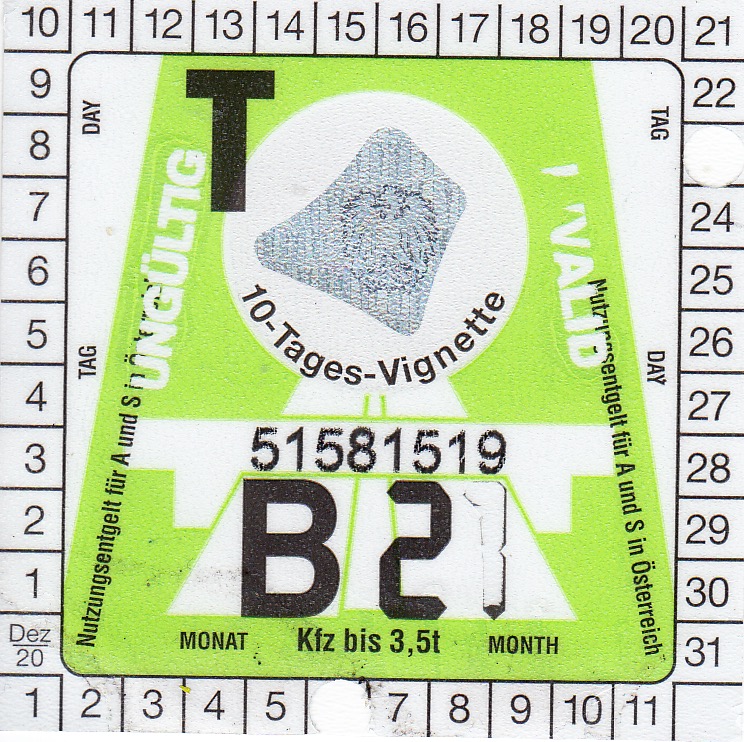 10 11 12 13 14 15 16 17 18 19 20 21
9 22
8
7 24
6 25
5 26
4 27
3 28
2 29
1 30
Dez 20 31
1 2 3 4 5 7 8 9 10 11
DAY
TAG
T
UNGÜLTIG
VALID
10-Tages-Vignette
TAG
DAY
Nutzungsentgelt für A und S in
Nutzungsentgelt für A und S in Österreich
51581519
B 2
MONAT Kfz bis 3,5t MONTH